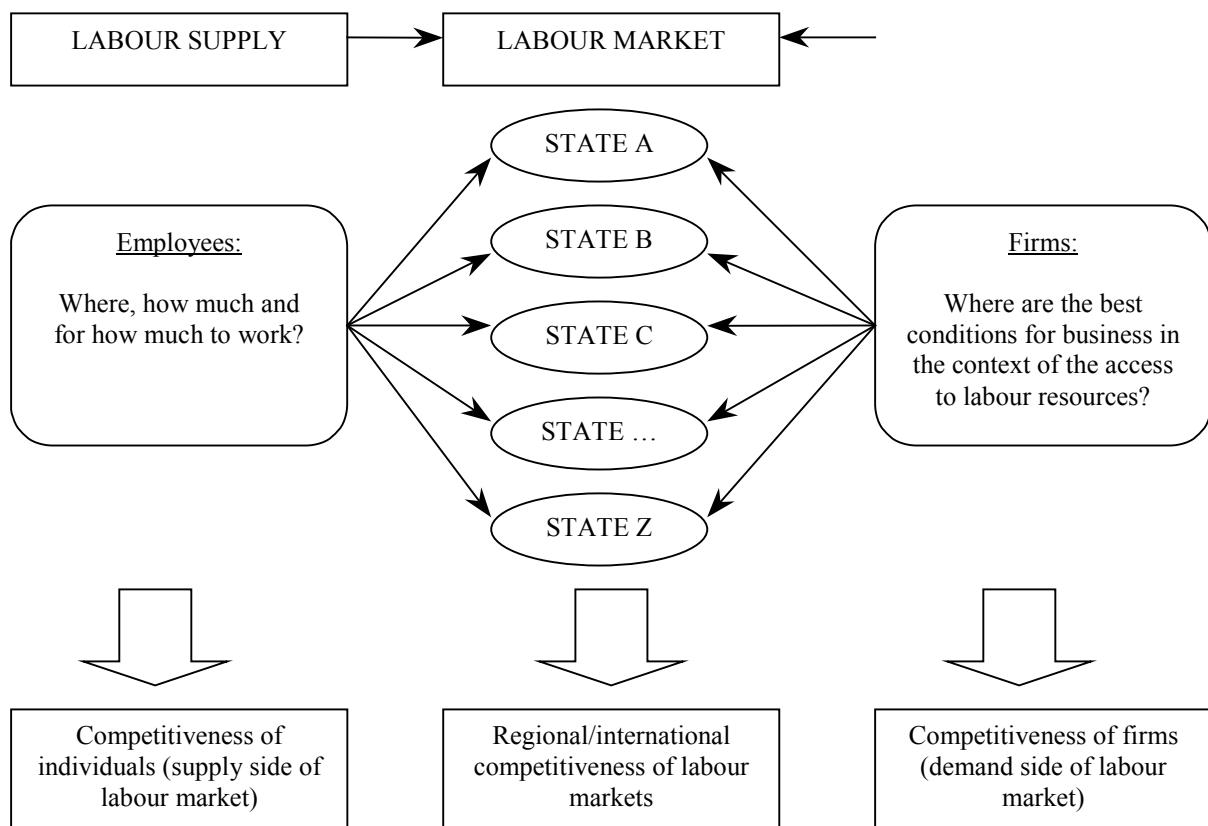 LABOUR SUPPLY
LABOUR MARKET
STATE A
STATE B
STATE C
STATE …
STATE Z
Employees:
Where, how much and
for how much to work?
Firms:
Where are the best
conditions for business in
the context of the access
to labour resources?
Competitiveness of
individuals (supply side of
labour market)
Regional/international
competitiveness of labour
markets
Competitiveness of firms
(demand side of labour
market)